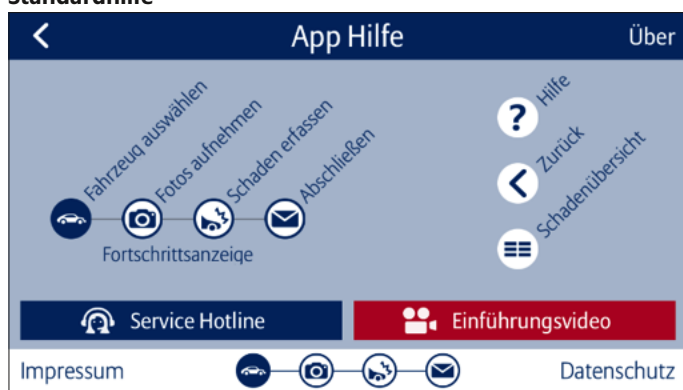 Standardhilfe
App Hilfe
Über
Fahrzeug auswählen
Fotos aufnehmen
Schaden erfassen
Abschließen
Fortschrittsanzeige
? Hilfe
Zurück
Schadenübersicht
Service Hotline
Einführungsvideo
Impressum
Datenschutz